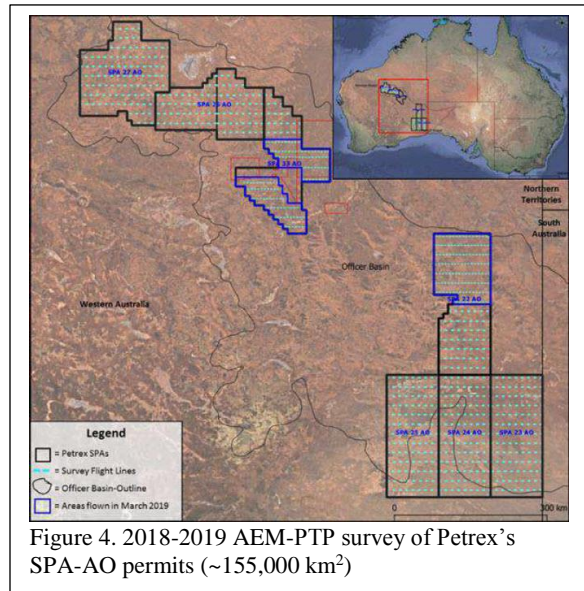 SPA 27 AO
SPA 26 AO
SPA 33 AO
Northern
Territories
South
Australia
Officer Basin
Western Australia
SPA 22 AO
SPA 25 AO
SPA 24 AO
SPA 23 AO
Legend
= Petrex SPAs
= Survey Flight Lines
= Officer Basin-Outline
= Areas flown in March 2019
0
300 km
Figure 4. 2018-2019 AEM-PTP survey of Petrex’s
SPA-AO permits (~155,000 km²)